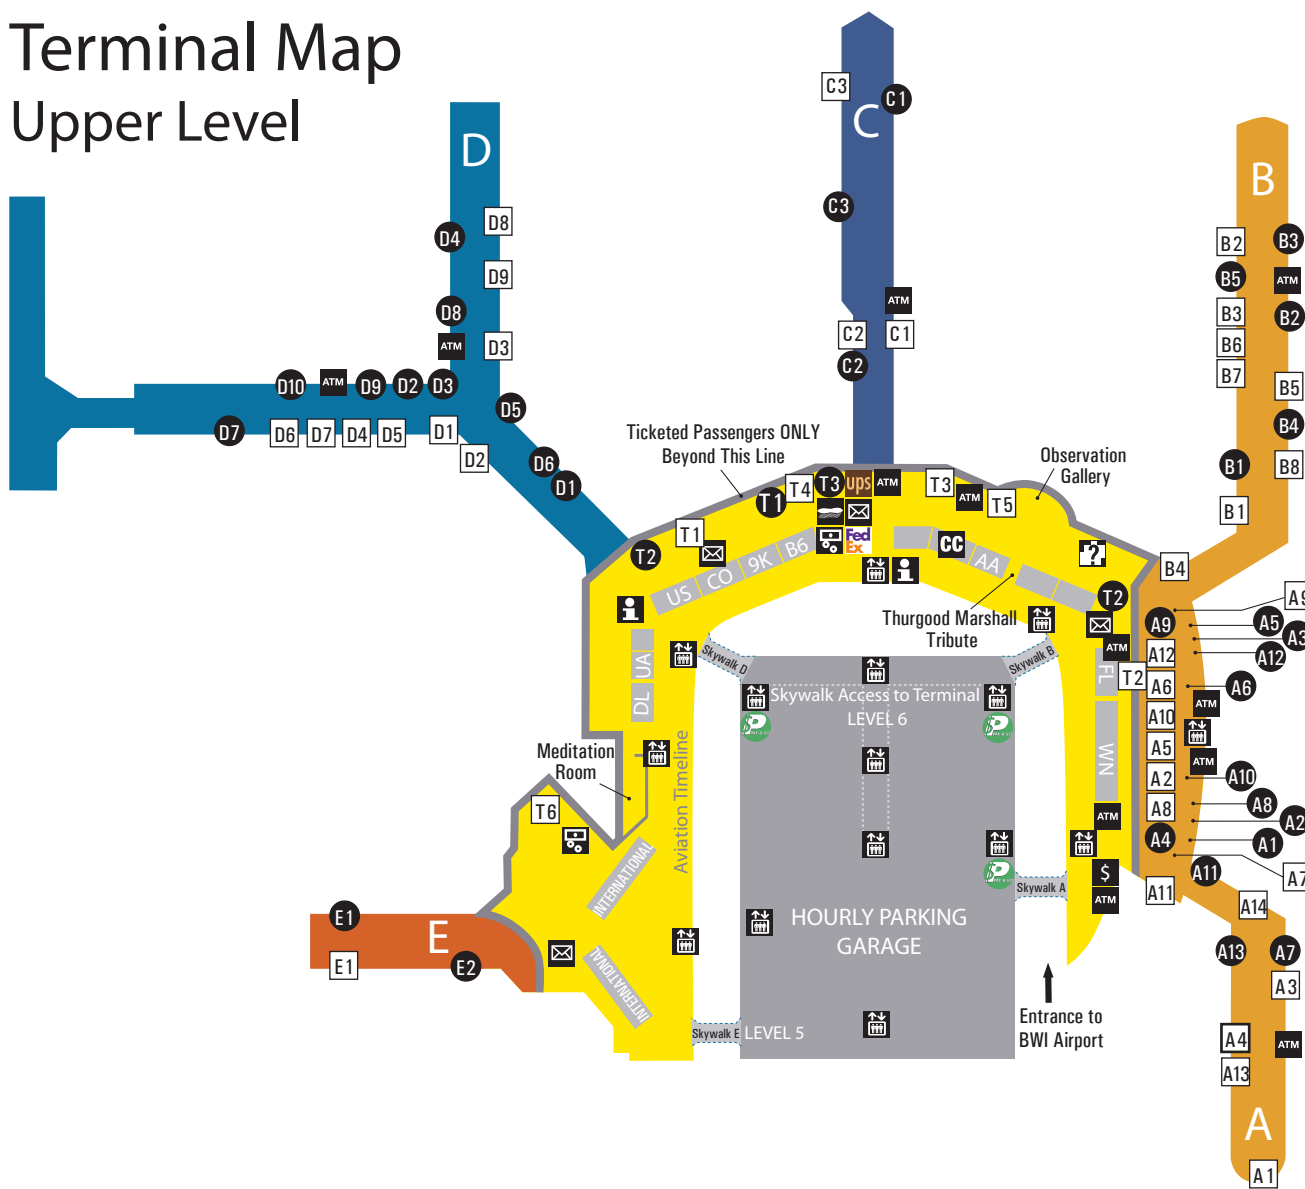 Terminal Map
Upper Level
D
C
B
C3
C1
C3
ATM
C2
C1
C2
D8
D4
D9
D8
ATM
D3
D10
ATM
D9
D2
D3
D5
D7
D6
D7
D4
D5
D1
D2
D6
D1
B2
B3
B5
ATM
B3
B2
B6
B7
B5
B4
B1
B8
B1
B4
Ticketed Passengers ONLY
Beyond This Line
Observation
Gallery
T4
T3
ups
ATM
T3
ATM
T5
T1
T1
T2
FedEx
CC
?
US
CO
9K
B6
AA
i
i
Thurgood Marshall
Tribute
T2
ATM
T2
FL
WN
UA
DL
Skywalk D
Skywalk B
A9
A9
A5
A3
A12
A12
A6
A6
A10
ATM
A5
ATM
A2
A10
A8
A8
A2
A4
A1
A7
A11
A11
A14
A13
A7
A3
A4
ATM
A13
A
A1
Skywalk Access to Terminal
LEVEL 6
P
$
PAY & GO
P
$
PAY & GO
Meditation
Room
Aviation Timeline
T6
INTERNATIONAL
INTERNATIONAL
ATM
$
ATM
P
$
PAY & GO
Skywalk A
HOURLY PARKING
GARAGE
E1
E
E1
E2
Skywalk E
LEVEL 5
Entrance to
BWI Airport